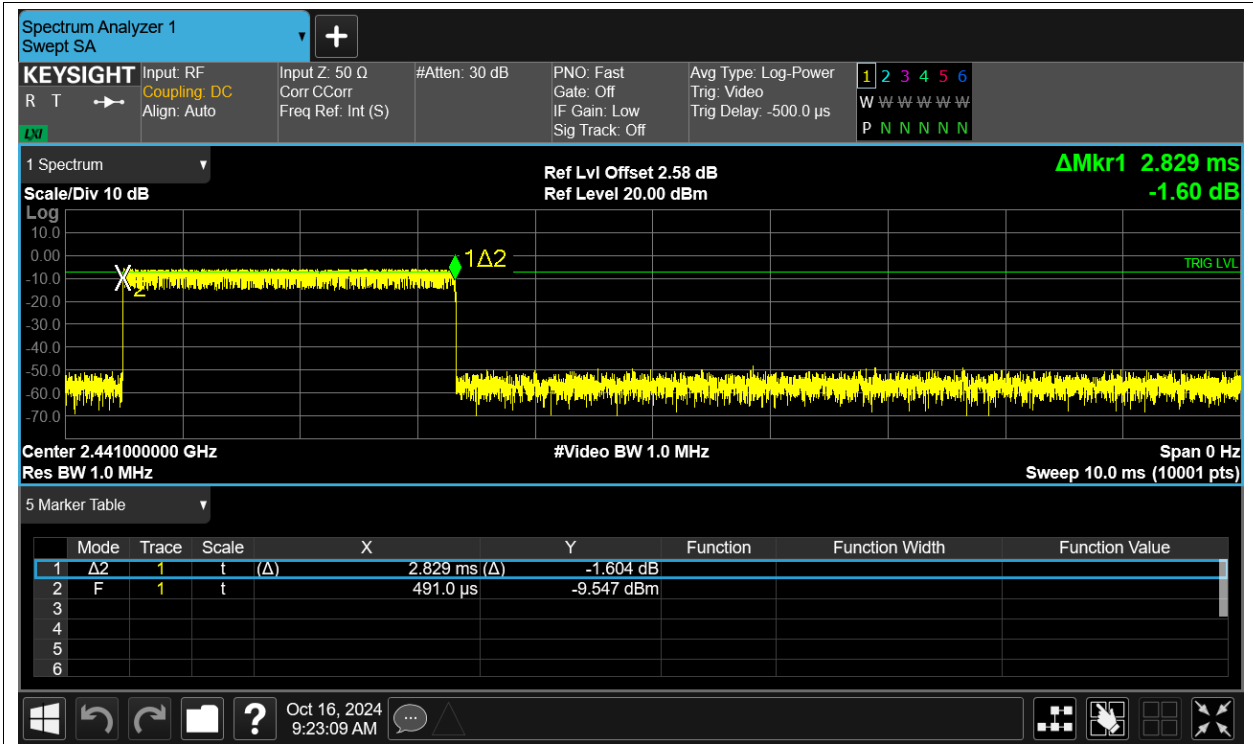 Spectrum Analyzer 1
Swept SA
KEYSIGHT
R T
LXI
Input: RF
Coupling: DC
Align: Auto
Input Z: 50 Ω
Corr CCorr
Freq Ref: Int (S)
#Atten: 30 dB
PNO: Fast
Gate: Off
IF Gain: Low
Sig Track: Off
Avg Type: Log-Power
Trig: Video
Trig Delay: -500.0 µs
1 2 3 4 5 6
W W W W W W
P N N N N N
1 Spectrum
Scale/Div 10 dB
Ref Lvl Offset 2.58 dB
Ref Level 20.00 dBm
ΔMkr1 2.829 ms
-1.60 dB
Log
10.0
0.00
-10.0
-20.0
-30.0
-40.0
-50.0
-60.0
-70.0
1Δ2
2
TRIG LVL
Center 2.441000000 GHz
Res BW 1.0 MHz
#Video BW 1.0 MHz
Span 0 Hz
Sweep 10.0 ms (10001 pts)
5 Marker Table
Mode Trace Scale X Y Function Function Width Function Value
1 Δ2 1 t (Δ) 2.829 ms (Δ) -1.604 dB
2 F 1 t 491.0 µs -9.547 dBm
3
4
5
6
?
Oct 16, 2024
9:23:09 AM